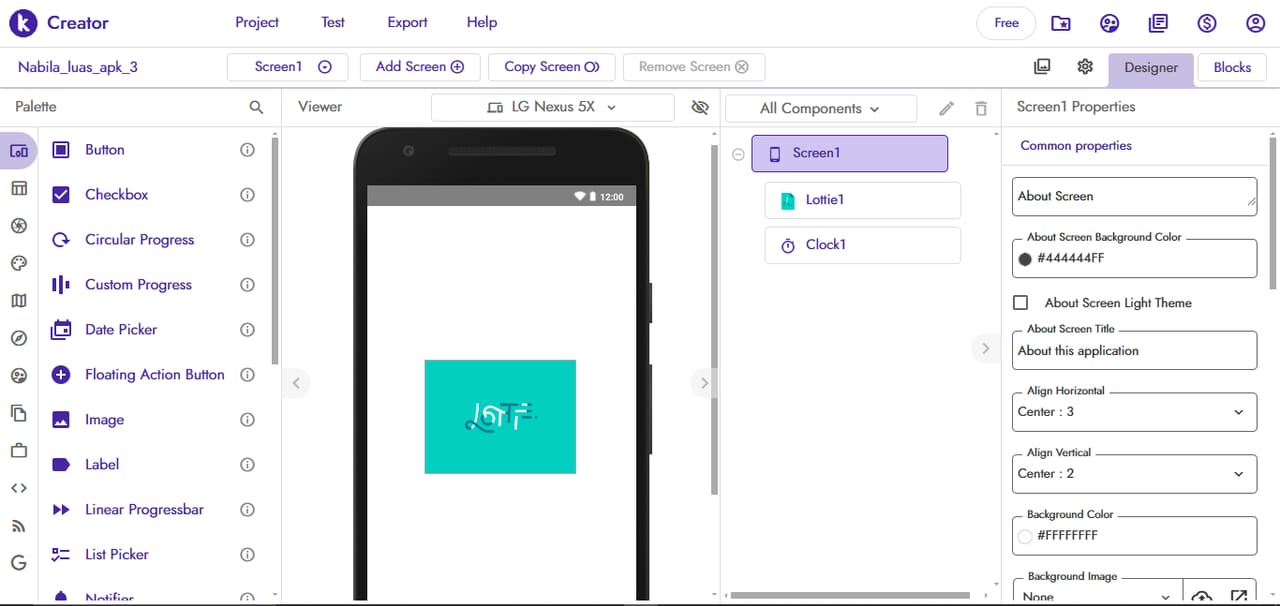 Creator
Project Test Export Help
Free
Nabila_luas_apk_3
Screen1
Add Screen
Copy Screen
Remove Screen
Designer
Blocks
Palette
Viewer
LG Nexus 5X
All Components
Screen1 Properties
Button
Checkbox
Circular Progress
Custom Progress
Date Picker
Floating Action Button
Image
Label
Linear Progressbar
List Picker
Notifier
12:00
Screen1
Lottie1
Clock1
Common properties
About Screen
About Screen Background Color
#444444FF
About Screen Light Theme
About Screen Title
About this application
Align Horizontal
Center : 3
Align Vertical
Center : 2
Background Color
#FFFFFFFF
Background Image
None